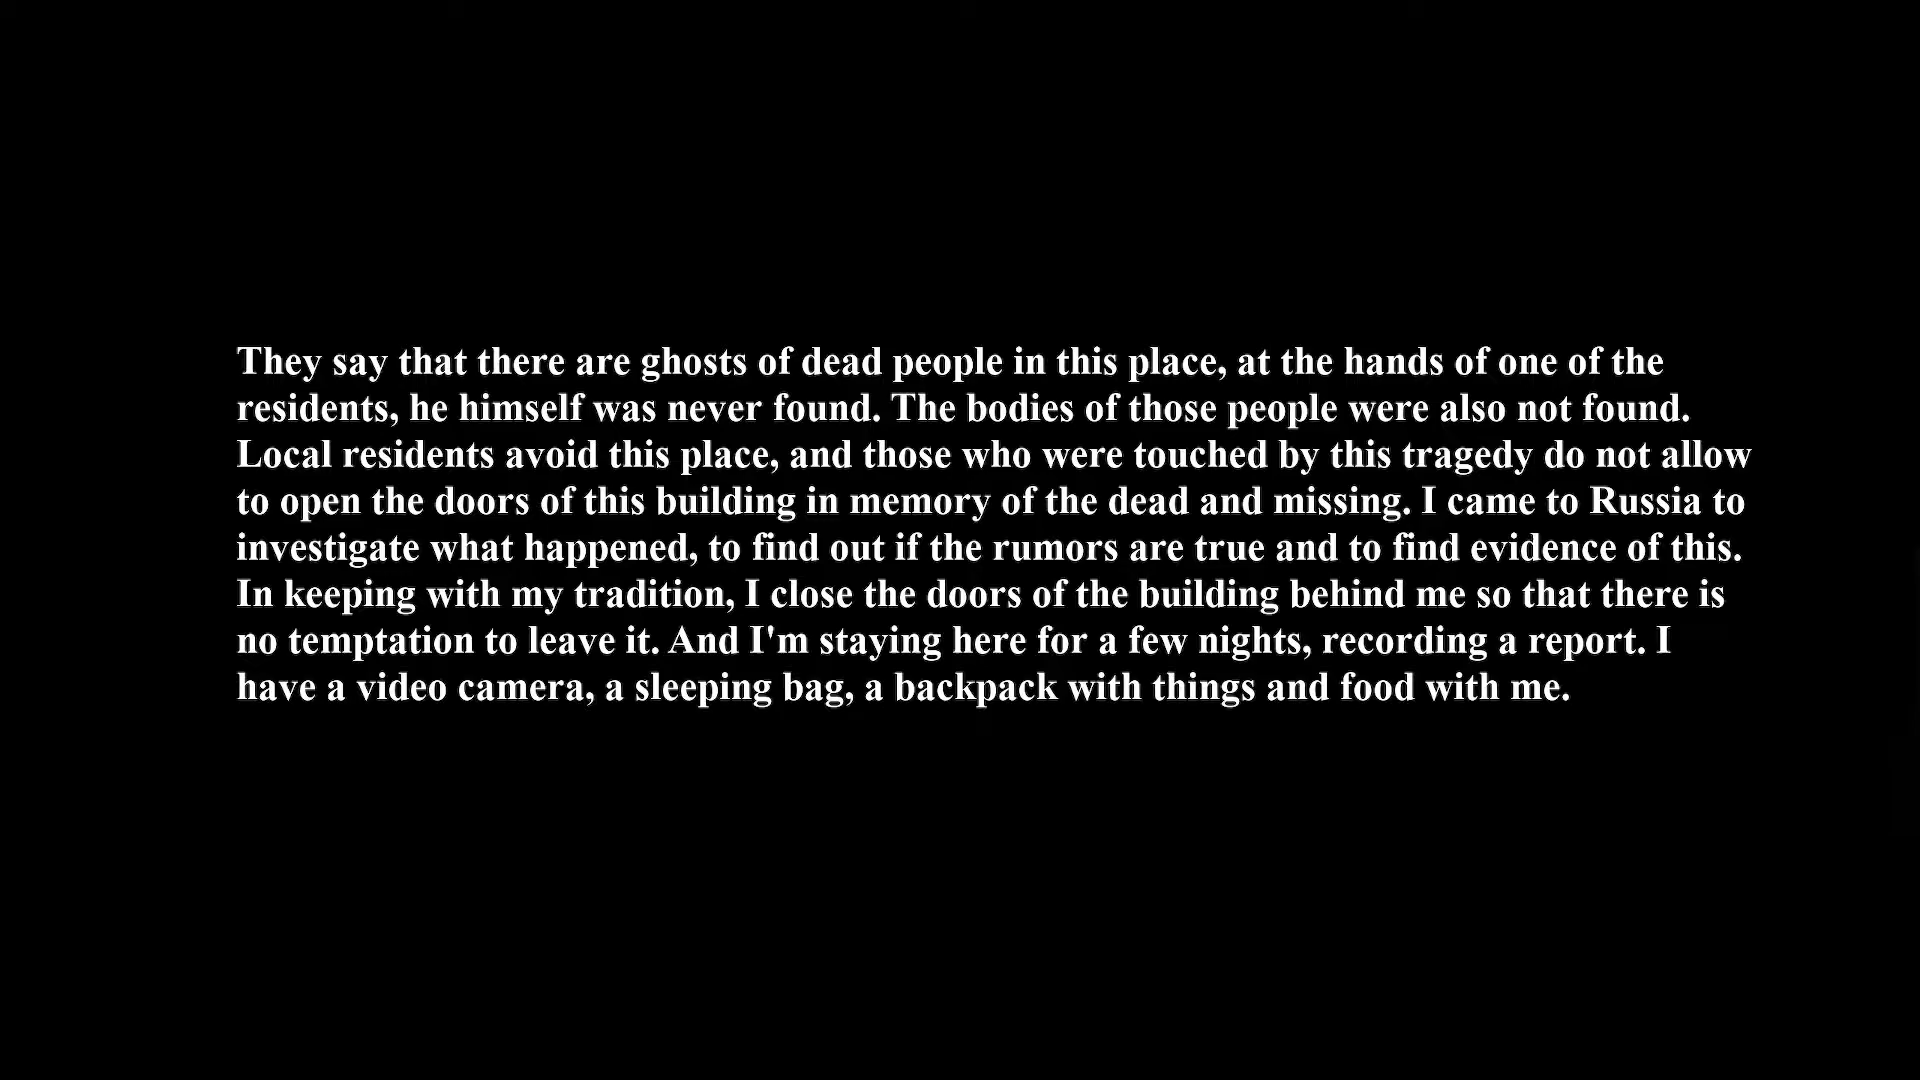 They say that there are ghosts of dead people in this place, at the hands of one of the
residents, he himself was never found. The bodies of those people were also not found.
Local residents avoid this place, and those who were touched by this tragedy do not allow
to open the doors of this building in memory of the dead and missing. I came to Russia to
investigate what happened, to find out if the rumors are true and to find evidence of this.
In keeping with my tradition, I close the doors of the building behind me so that there is
no temptation to leave it. And I'm staying here for a few nights, recording a report. I
have a video camera, a sleeping bag, a backpack with things and food with me.